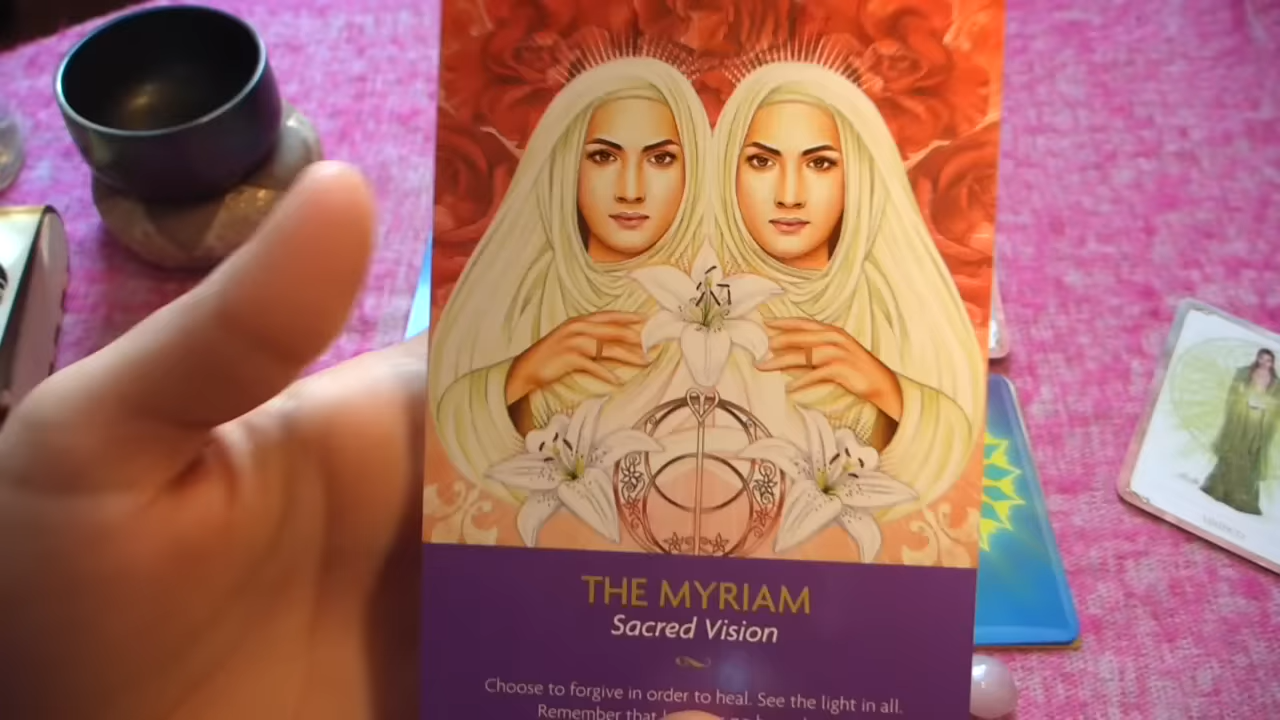 THE MYRIAM
Sacred Vision
Choose to forgive in order to heal. See the light in all.
Remember that